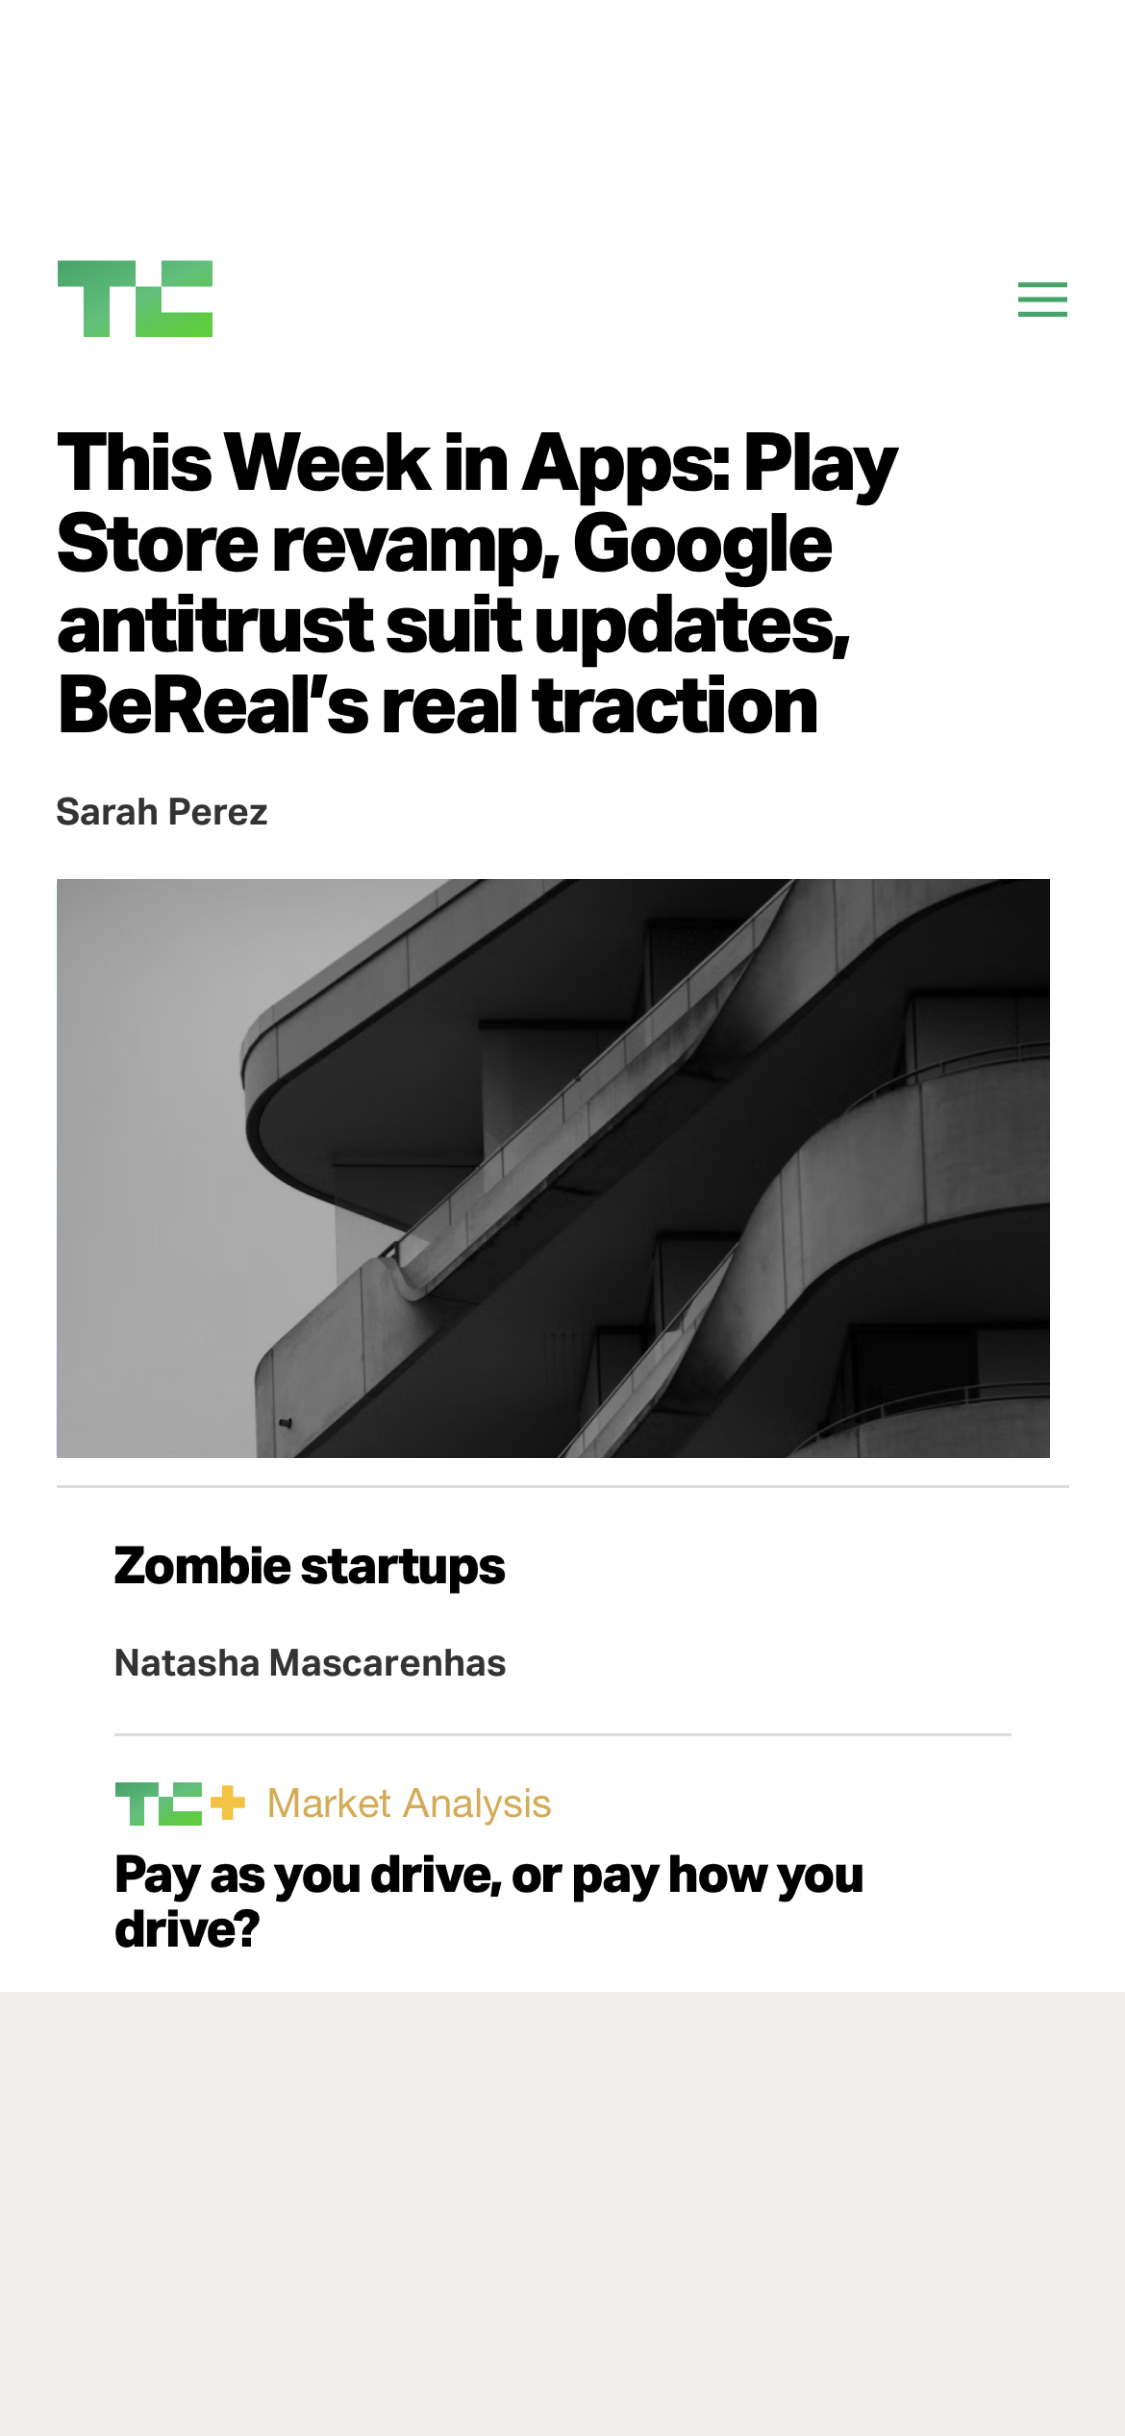 TC
This Week in Apps: Play
Store revamp, Google
antitrust suit updates,
BeReal’s real traction
Sarah Perez
Zombie startups
Natasha Mascarenhas
TC+ Market Analysis
Pay as you drive, or pay how you
drive?